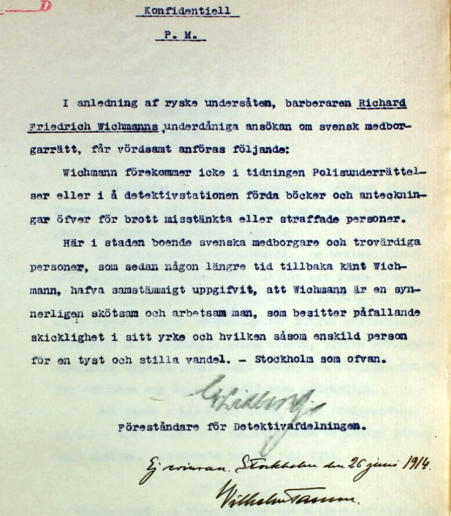 D
Konfidentiell
P. M.
I anledning af ryske undersåten, barberaren Richard
Friedrich Wichmanns underdåniga ansökan om svensk medbor-
garrätt, får vördsamt anföras följande:
Wichmann förekommer icke i tidningen Polisunderrättel-
ser eller i å detektivstationen förda böcker och antecknin-
gar öfver för brott misstänkta eller straffade personer.
Här i staden boende svenska medborgare och trovärdiga
personer, som sedan någon längre tid tillbaka känt Wich-
mann, hafva samstämmigt uppgifvit, att Wichmann är en syn-
nerligen skötsam och arbetsam man, som besitter påfallande
skicklighet i sitt yrke och hvilken såsom enskild person
för en tyst och stilla vandel. - Stockholm som ofvan.
Föreståndare för Detektivafdelningen.
Ej erinran. Stockholm den 26 juni 1914.
Wilhelm Tamm.